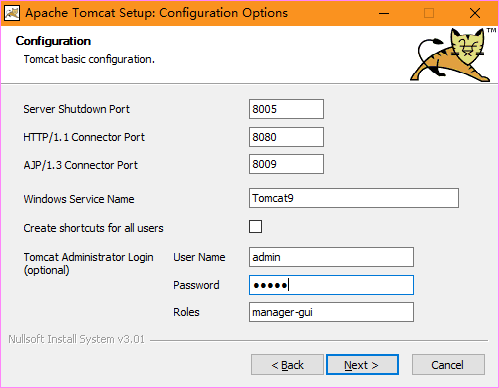 Apache Tomcat Setup: Configuration Options
Configuration
Tomcat basic configuration.
TM
Server Shutdown Port 8005
HTTP/1.1 Connector Port 8080
AJP/1.3 Connector Port 8009
Windows Service Name Tomcat9
Create shortcuts for all users
Tomcat Administrator Login (optional)
User Name admin
Password ●●●●●
Roles manager-gui
Nullsoft Install System v3.01
< Back Next > Cancel